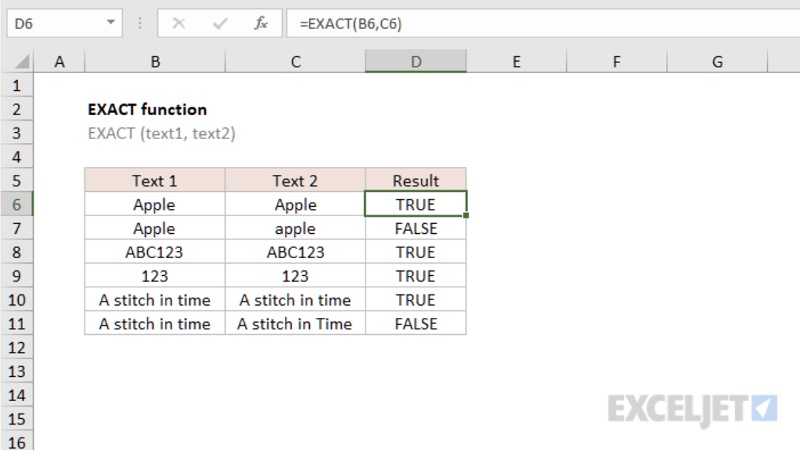 D6 fx =EXACT(B6,C6)
A B C D E F G
1
2 EXACT function
3 EXACT (text1, text2)
4
5 Text 1 Text 2 Result
6 Apple Apple TRUE
7 Apple apple FALSE
8 ABC123 ABC123 TRUE
9 123 123 TRUE
10 A stitch in time A stitch in time TRUE
11 A stitch in time A stitch in Time FALSE
12
13
14
15
16
EXCELJET